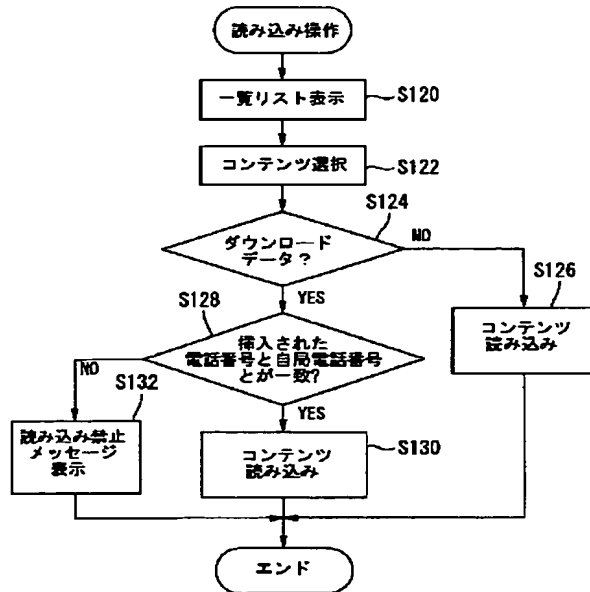 読み込み操作
一覧リスト表示
S120
コンテンツ選択
S122
S124
ダウンロード
データ？
NO
YES
S126
コンテンツ
読み込み
S128
挿入された
電話番号と自局電話番号
とが一致？
NO
YES
S132
読み込み禁止
メッセージ
表示
コンテンツ
読み込み
S130
エンド